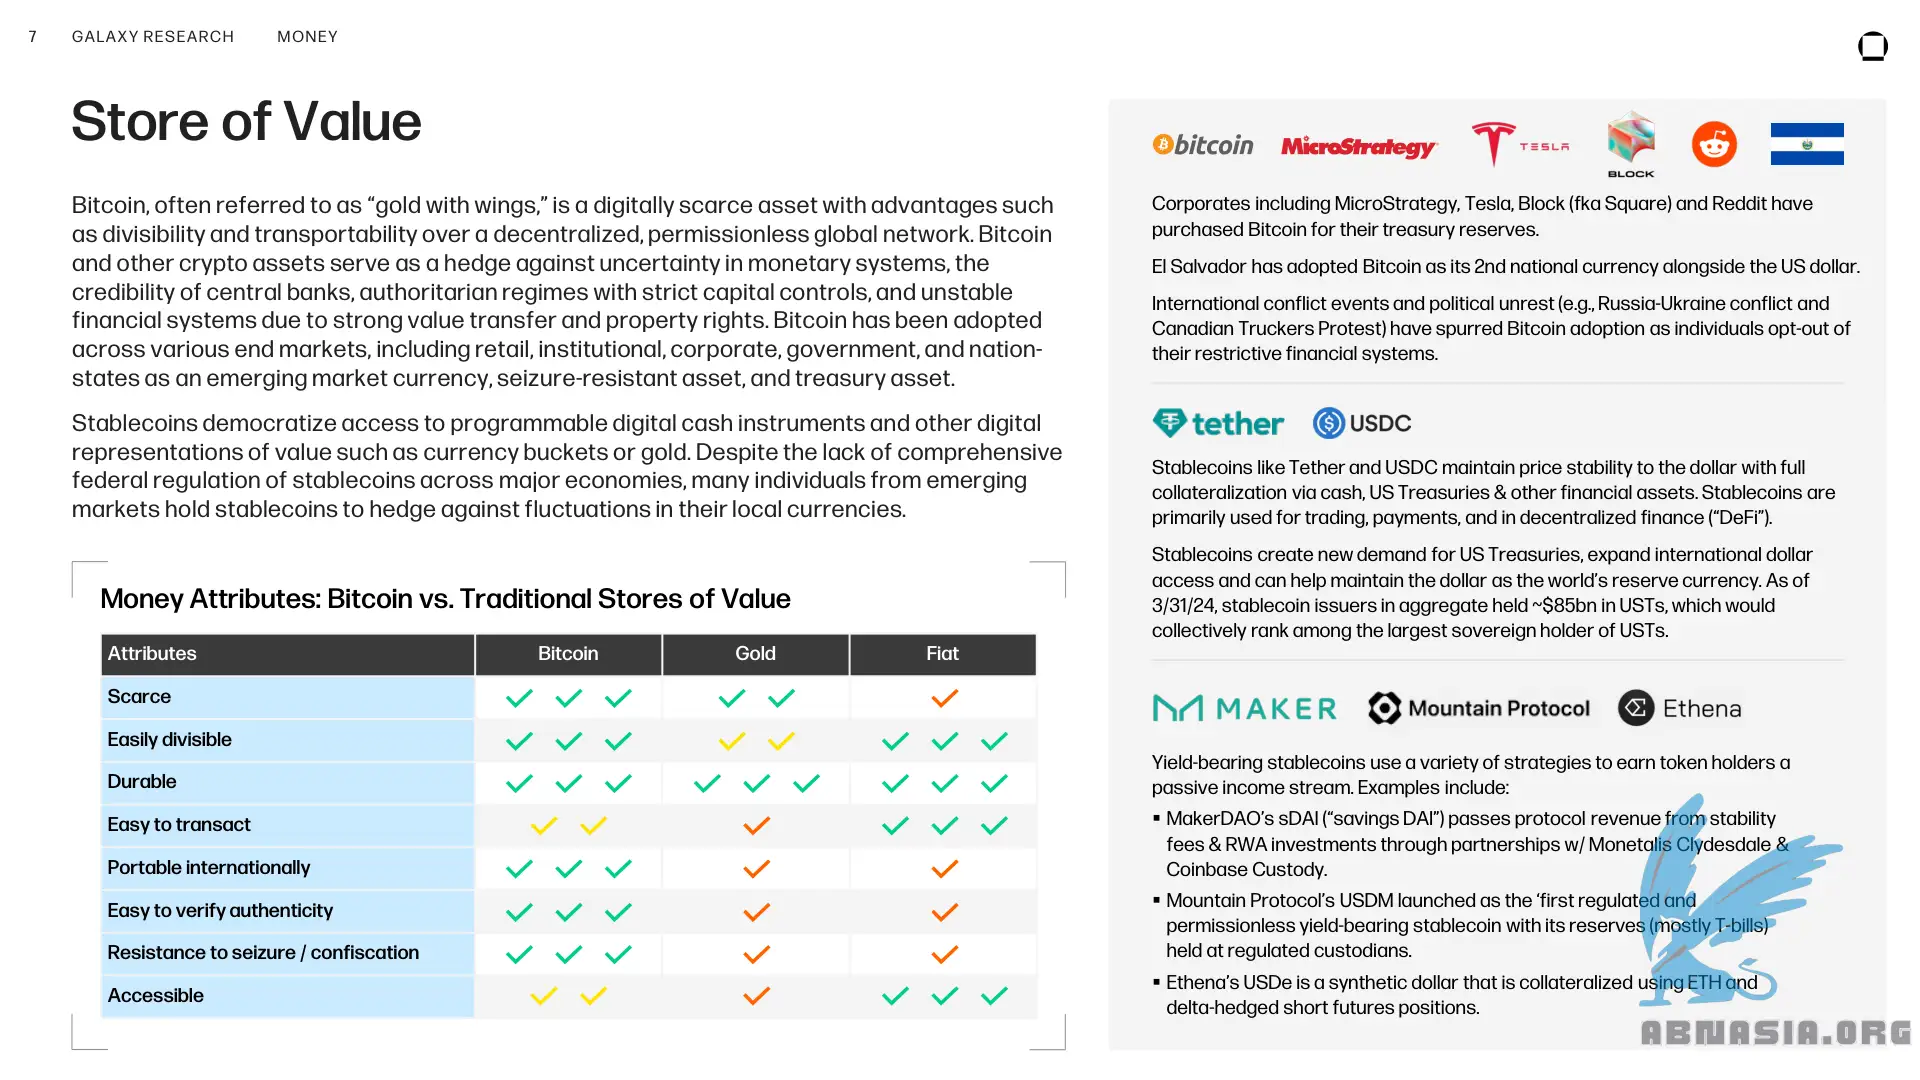 7 GALAXY RESEARCH MONEY
Store of Value
Bitcoin, often referred to as “gold with wings,” is a digitally scarce asset with advantages such
as divisibility and transportability over a decentralized, permissionless global network. Bitcoin
and other crypto assets serve as a hedge against uncertainty in monetary systems, the
credibility of central banks, authoritarian regimes with strict capital controls, and unstable
financial systems due to strong value transfer and property rights. Bitcoin has been adopted
across various end markets, including retail, institutional, corporate, government, and nation-
states as an emerging market currency, seizure-resistant asset, and treasury asset.
Stablecoins democratize access to programmable digital cash instruments and other digital
representations of value such as currency buckets or gold. Despite the lack of comprehensive
federal regulation of stablecoins across major economies, many individuals from emerging
markets hold stablecoins to hedge against fluctuations in their local currencies.
Money Attributes: Bitcoin vs. Traditional Stores of Value
Attributes Bitcoin Gold Fiat
Scarce
Easily divisible
Durable
Easy to transact
Portable internationally
Easy to verify authenticity
Resistance to seizure / confiscation
Accessible
bitcoin MicroStrategy TESLA BLOCK
Corporates including MicroStrategy, Tesla, Block (fka Square) and Reddit have
purchased Bitcoin for their treasury reserves.
El Salvador has adopted Bitcoin as its 2nd national currency alongside the US dollar.
International conflict events and political unrest (e.g., Russia-Ukraine conflict and
Canadian Truckers Protest) have spurred Bitcoin adoption as individuals opt-out of
their restrictive financial systems.
tether USDC
Stablecoins like Tether and USDC maintain price stability to the dollar with full
collateralization via cash, US Treasuries & other financial assets. Stablecoins are
primarily used for trading, payments, and in decentralized finance (“DeFi”).
Stablecoins create new demand for US Treasuries, expand international dollar
access and can help maintain the dollar as the world’s reserve currency. As of
3/31/24, stablecoin issuers in aggregate held ~$85bn in USTs, which would
collectively rank among the largest sovereign holder of USTs.
MAKER Mountain Protocol Ethena
Yield-bearing stablecoins use a variety of strategies to earn token holders a
passive income stream. Examples include:
▪ MakerDAO’s sDAI (“savings DAI”) passes protocol revenue from stability
fees & RWA investments through partnerships w/ Monetalis Clydesdale &
Coinbase Custody.
▪ Mountain Protocol’s USDM launched as the ‘first regulated and
permissionless yield-bearing stablecoin with its reserves (mostly T-bills)
held at regulated custodians.
▪ Ethena’s USDe is a synthetic dollar that is collateralized using ETH and
delta-hedged short futures positions.
ABNASIA.ORG